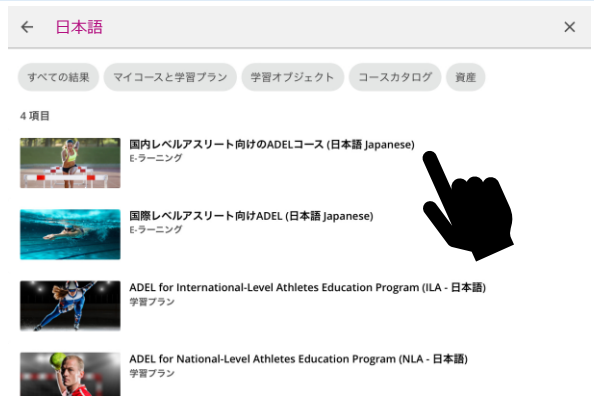 日本語
すべての結果 マイコースと学習プラン 学習オブジェクト コースカタログ 資産
4 項目
国内レベルアスリート向けのADELコース (日本語 Japanese)
E-ラーニング
国際レベルアスリート向けADEL (日本語 Japanese)
E-ラーニング
ADEL for International-Level Athletes Education Program (ILA - 日本語)
学習プラン
ADEL for National-Level Athletes Education Program (NLA - 日本語)
学習プラン